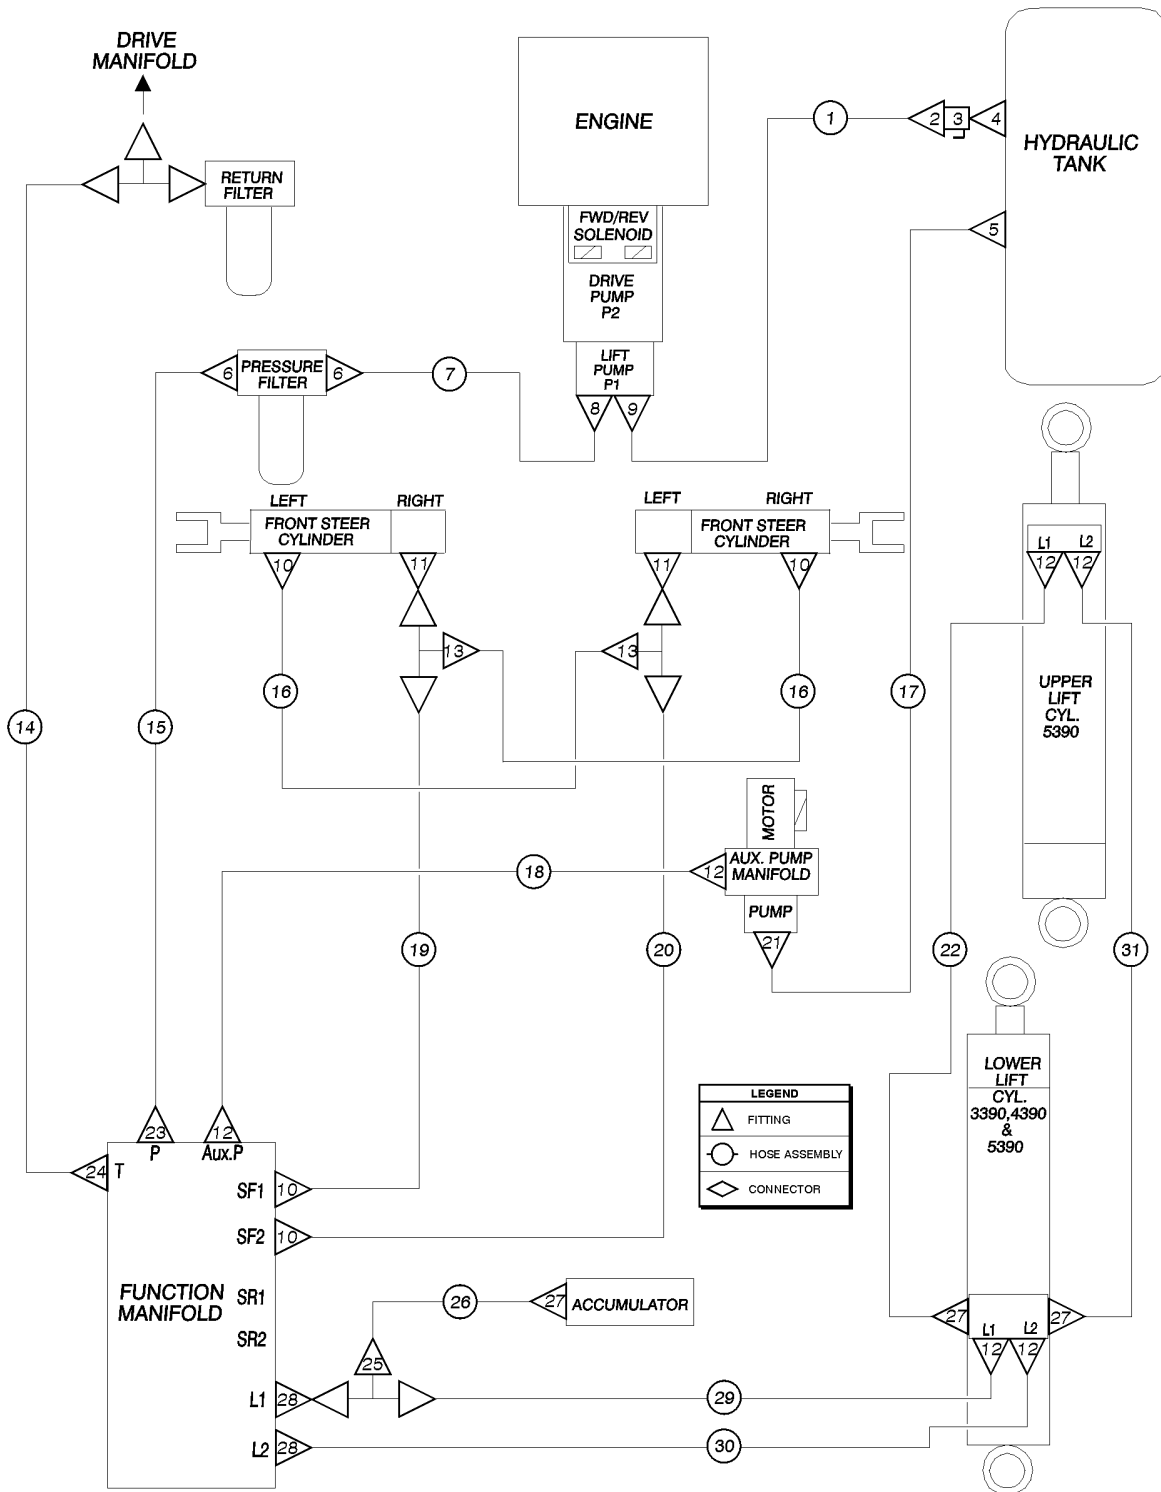 DRIVE
MANIFOLD
ENGINE
1
2
3
4
HYDRAULIC
TANK
RETURN
FILTER
FWD/REV
SOLENOID
5
DRIVE
PUMP
P2
LIFT
PUMP
P1
6
PRESSURE
FILTER
6
7
8
9
LEFT
RIGHT
LEFT
RIGHT
FRONT STEER
CYLINDER
FRONT STEER
CYLINDER
10
11
11
10
L1
L2
12
12
13
13
16
16
17
UPPER
LIFT
CYL.
5390
14
15
MOTOR
18
12
AUX. PUMP
MANIFOLD
PUMP
19
20
21
22
31
LOWER
LIFT
CYL.
3390,4390
&
5390
LEGEND
FITTING
HOSE ASSEMBLY
CONNECTOR
23
12
P
Aux.P
24
T
SF1
10
SF2
10
FUNCTION
MANIFOLD
SR1
SR2
26
27
ACCUMULATOR
27
27
L1
L2
12
12
25
L1
28
29
L2
28
30